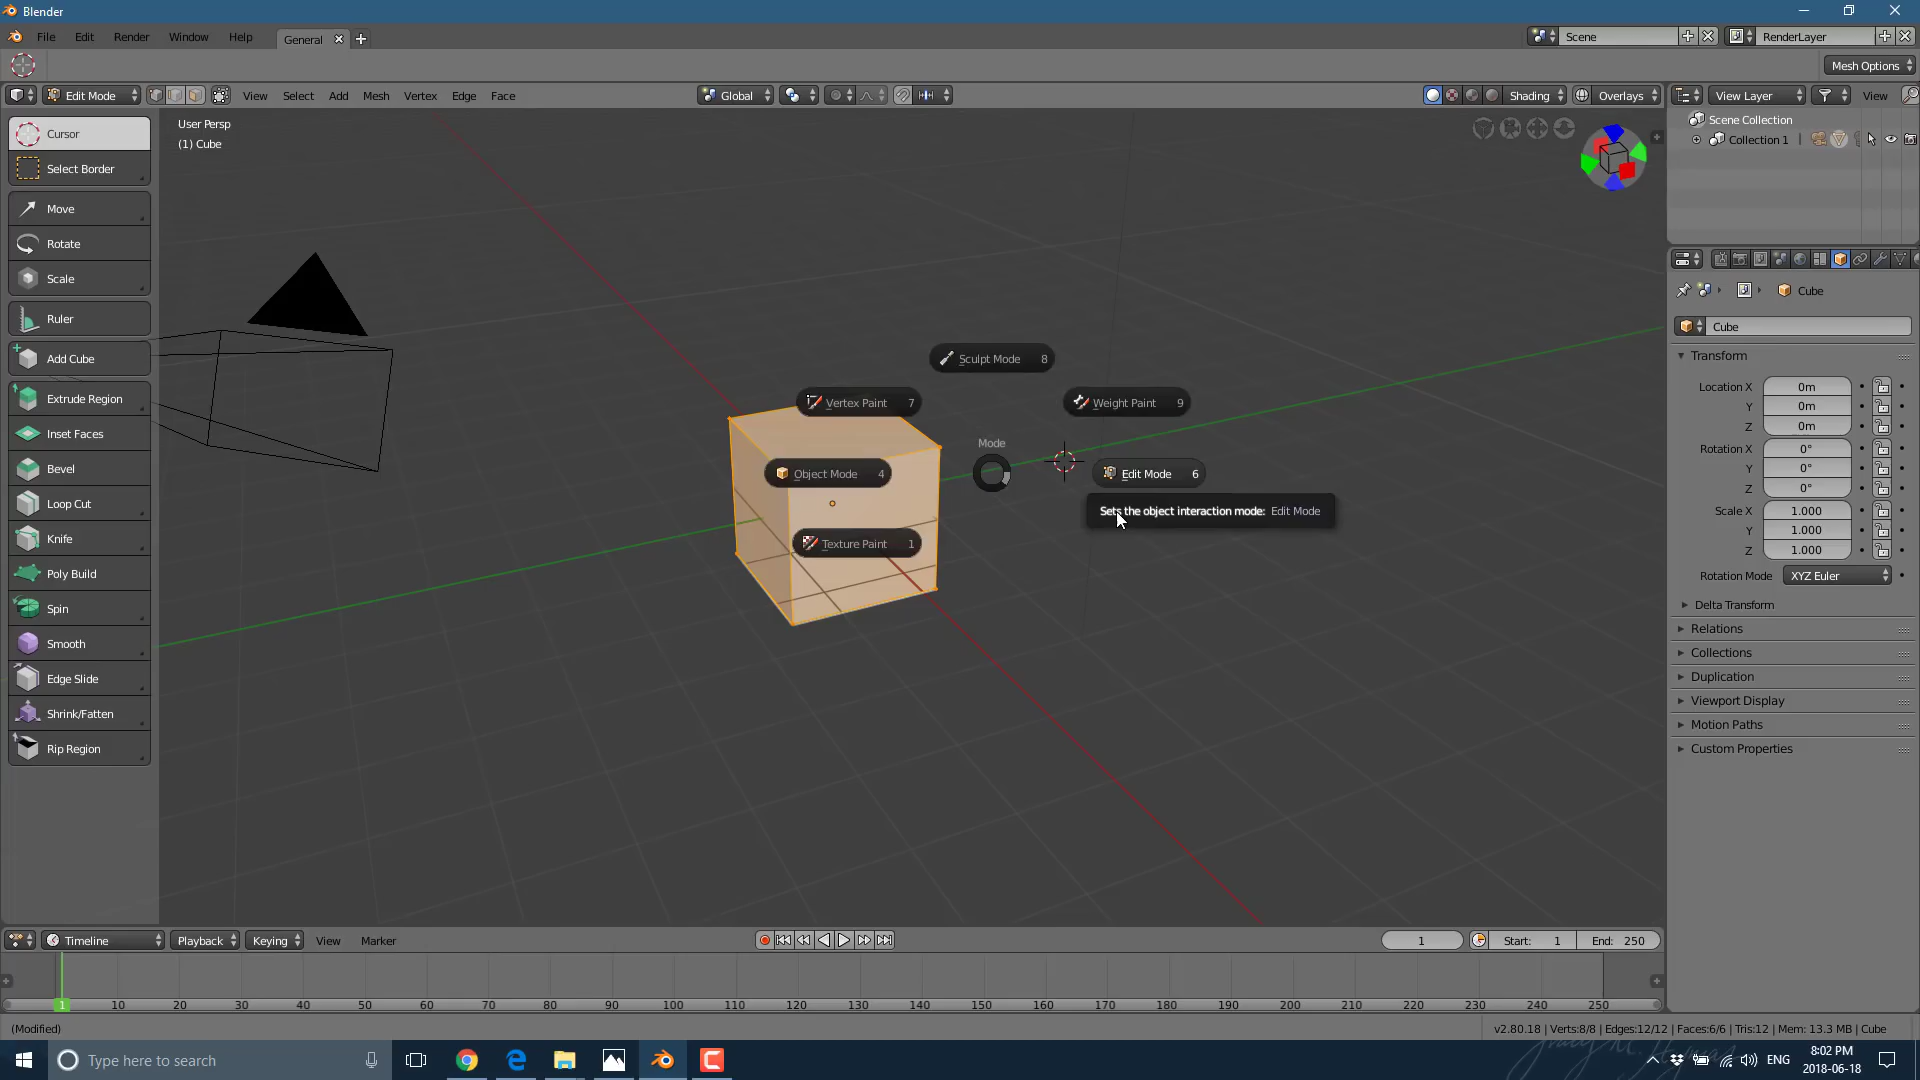 Blender
File Edit Render Window Help General Scene RenderLayer
Mesh Options
Edit Mode View Select Add Mesh Vertex Edge Face Global Shading Overlays View Layer View
Cursor
Select Border
Move
Rotate
Scale
Ruler
Add Cube
Extrude Region
Inset Faces
Bevel
Loop Cut
Knife
Poly Build
Spin
Smooth
Edge Slide
Shrink/Fatten
Rip Region
User Persp
(1) Cube
Sculpt Mode 8
Vertex Paint 7
Weight Paint 9
Mode
Object Mode 4
Edit Mode 6
Sets the object interaction mode: Edit Mode
Texture Paint 1
Scene Collection
Collection 1
Cube
Cube
Transform
Location X 0m
Y 0m
Z 0m
Rotation X 0°
Y 0°
Z 0°
Scale X 1.000
Y 1.000
Z 1.000
Rotation Mode XYZ Euler
Delta Transform
Relations
Collections
Duplication
Viewport Display
Motion Paths
Custom Properties
Timeline Playback Keying View Marker 1 Start: 1 End: 250
1 10 20 30 40 50 60 70 80 90 100 110 120 130 140 150 160 170 180 190 200 210 220 230 240 250
(Modified) v2.80.18 | Verts:8/8 | Edges:12/12 | Faces:6/6 | Tris:12 | Mem: 13.3 MB | Cube
Type here to search ENG 8:02 PM
2018-06-18